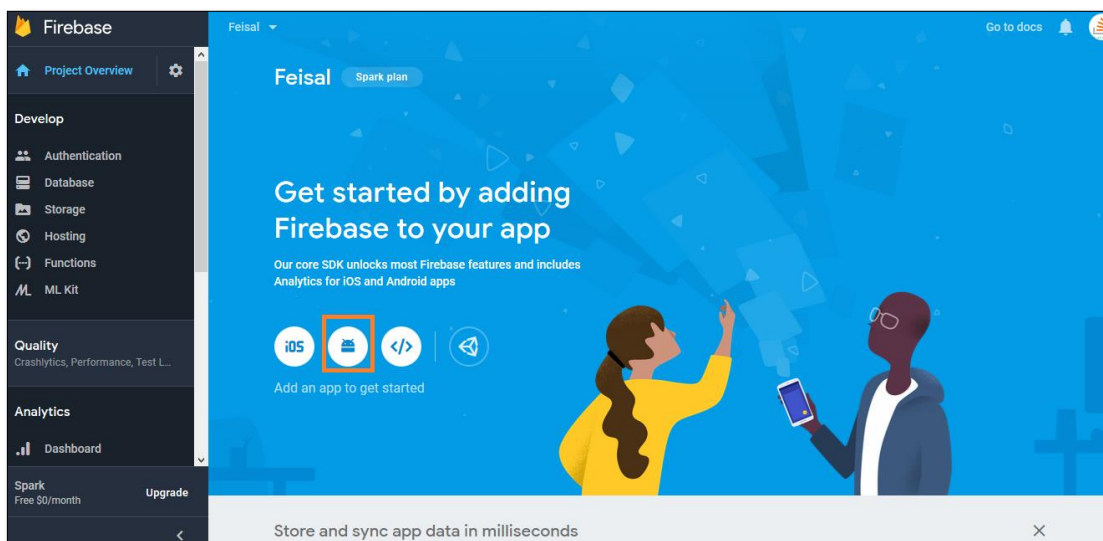 Firebase
Feisal
Go to docs
Project Overview
Feisal
Spark plan
Develop
Authentication
Database
Storage
Hosting
Functions
ML Kit
Get started by adding
Firebase to your app
Our core SDK unlocks most Firebase features and includes
Analytics for iOS and Android apps
iOS
</>
Add an app to get started
Quality
Crashlytics, Performance, Test L...
Analytics
Dashboard
Spark
Free $0/month
Upgrade
Store and sync app data in milliseconds